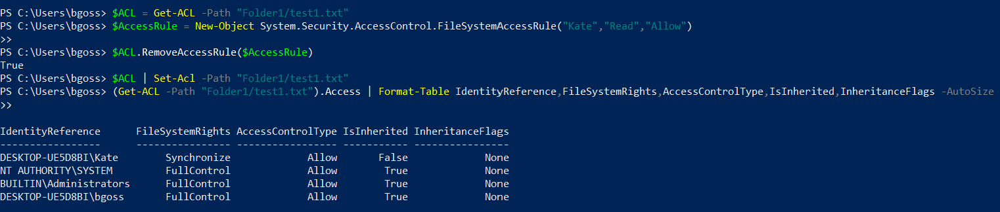 PS C:\Users\bgoss> $ACL = Get-ACL -Path "Folder1/test1.txt"
PS C:\Users\bgoss> $AccessRule = New-Object System.Security.AccessControl.FileSystemAccessRule("Kate","Read","Allow")
>>
PS C:\Users\bgoss> $ACL.RemoveAccessRule($AccessRule)
True
PS C:\Users\bgoss> $ACL | Set-Acl -Path "Folder1/test1.txt"
PS C:\Users\bgoss> (Get-ACL -Path "Folder1/test1.txt").Access | Format-Table IdentityReference,FileSystemRights,AccessControlType,IsInherited,InheritanceFlags -AutoSize
>>
IdentityReference      FileSystemRights AccessControlType IsInherited InheritanceFlags
-----------------      ---------------- ----------------- ----------- ----------------
DESKTOP-UE5D8BI\Kate        Synchronize             Allow       False             None
NT AUTHORITY\SYSTEM         FullControl             Allow        True             None
BUILTIN\Administrators      FullControl             Allow        True             None
DESKTOP-UE5D8BI\bgoss       FullControl             Allow        True             None